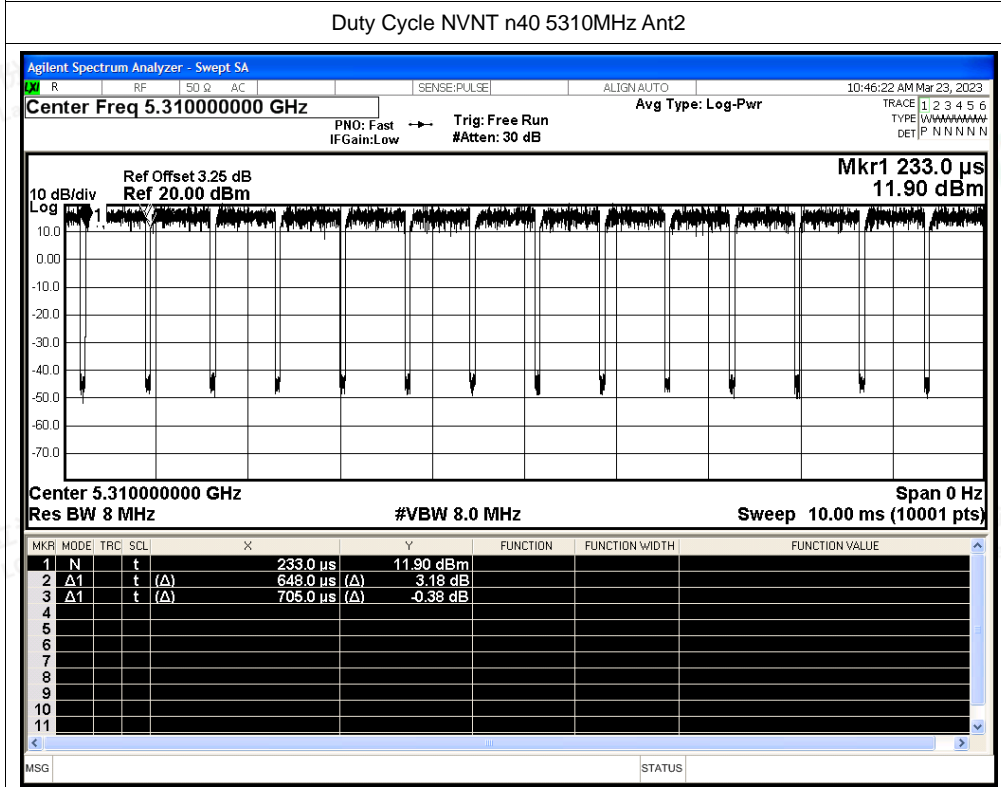 Duty Cycle NVNT n40 5310MHz Ant2
Agilent Spectrum Analyzer - Swept SA
LXI R RF 50 Ω AC SENSE:PULSE ALIGN AUTO 10:46:22 AM Mar 23, 2023
Center Freq 5.310000000 GHz Avg Type: Log-Pwr TRACE 1 2 3 4 5 6
PNO: Fast Trig: Free Run TYPE WWWWWW
IFGain:Low #Atten: 30 dB DET P N N N N N
Mkr1 233.0 µs
Ref Offset 3.25 dB
10 dB/div Ref 20.00 dBm 11.90 dBm
Log
1
10.0
0.00
-10.0
-20.0
-30.0
-40.0
-50.0
-60.0
-70.0
Center 5.310000000 GHz Span 0 Hz
Res BW 8 MHz #VBW 8.0 MHz Sweep 10.00 ms (10001 pts)
MKR MODE TRC SCL X Y FUNCTION FUNCTION WIDTH FUNCTION VALUE
1 N t 233.0 µs 11.90 dBm
2 Δ1 t (Δ) 648.0 µs (Δ) 3.18 dB
3 Δ1 t (Δ) 705.0 µs (Δ) -0.38 dB
4
5
6
7
8
9
10
11
MSG STATUS